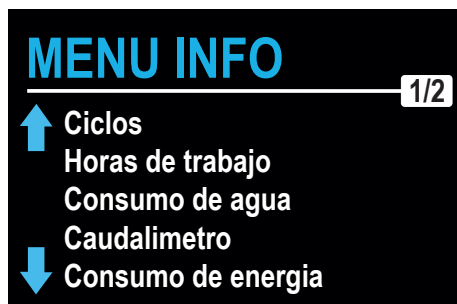 MENU INFO
1/2
Ciclos
Horas de trabajo
Consumo de agua
Caudalimetro
Consumo de energia